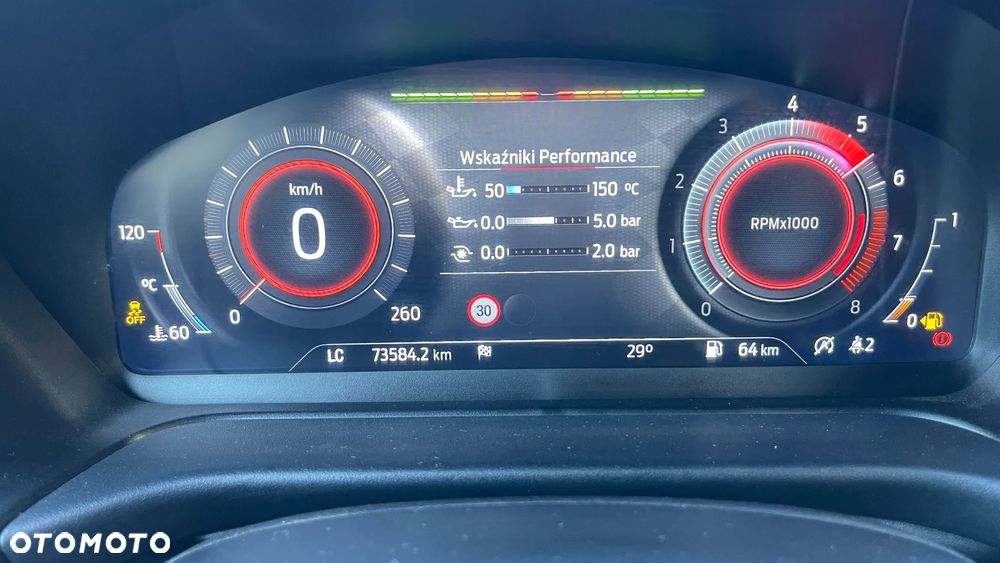 Wskaźniki Performance
50 150 ºC
0.0 5.0 bar
0.0 2.0 bar
km/h
0
0 260
120
ºC
60
OFF
30
RPMx1000
0 1 2 3 4 5 6 7 8
1
0
LC 73584.2 km 29° 64 km 2
OTOMOTO